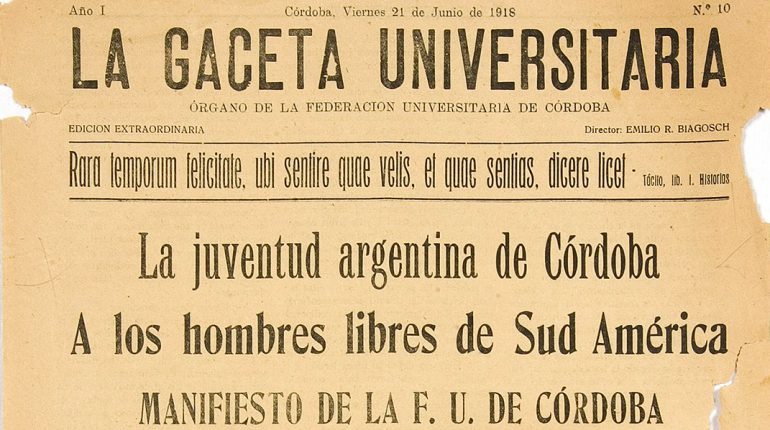 Año I Córdoba, Viernes 21 de Junio de 1918 N.º 10
LA GACETA UNIVERSITARIA
ÓRGANO DE LA FEDERACION UNIVERSITARIA DE CÓRDOBA
EDICION EXTRAORDINARIA Director: EMILIO R. BIAGOSCH
Rara temporum felicitate, ubi sentire quae velis, et quae sentias, dicere licet - Tácito, lib. I. Historias
La juventud argentina de Córdoba
A los hombres libres de Sud América
MANIFIESTO DE LA F. U. DE CÓRDOBA